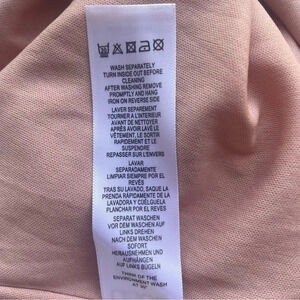 WASH SEPARATELY
TURN INSIDE OUT BEFORE
CLEANING
AFTER WASHING REMOVE
PROMPTLY AND HANG
IRON ON REVERSE SIDE
LAVER SEPAREMENT
TOURNER A L'INTERIEUR
AVANT DE NETTOYER
APRÈS AVOIR LAVÉ LE
VÊTEMENT, LE SORTIR
RAPIDEMENT ET LE
SUSPENDRE
REPASSER SUR L'ENVERS
LAVAR
SEPARADAMENTE
LIMPIAR SIEMPRE POR EL
REVÉS
TRAS SU LAVADO, SAQUE LA
PRENDA RÁPIDAMENTE DE LA
LAVADORA Y CUÉLGUELA
PLANCHAR POR EL REVÉS
SEPARAT WASCHEN
VOR DEM WASCHEN AUF
LINKS DREHEN
NACH DEM WASCHEN
SOFORT
HERAUSNEHMEN UND
AUFHÄNGEN
AUF LINKS BÜGELN
THINK OF THE
ENVIRONMENT WASH
AT 30°